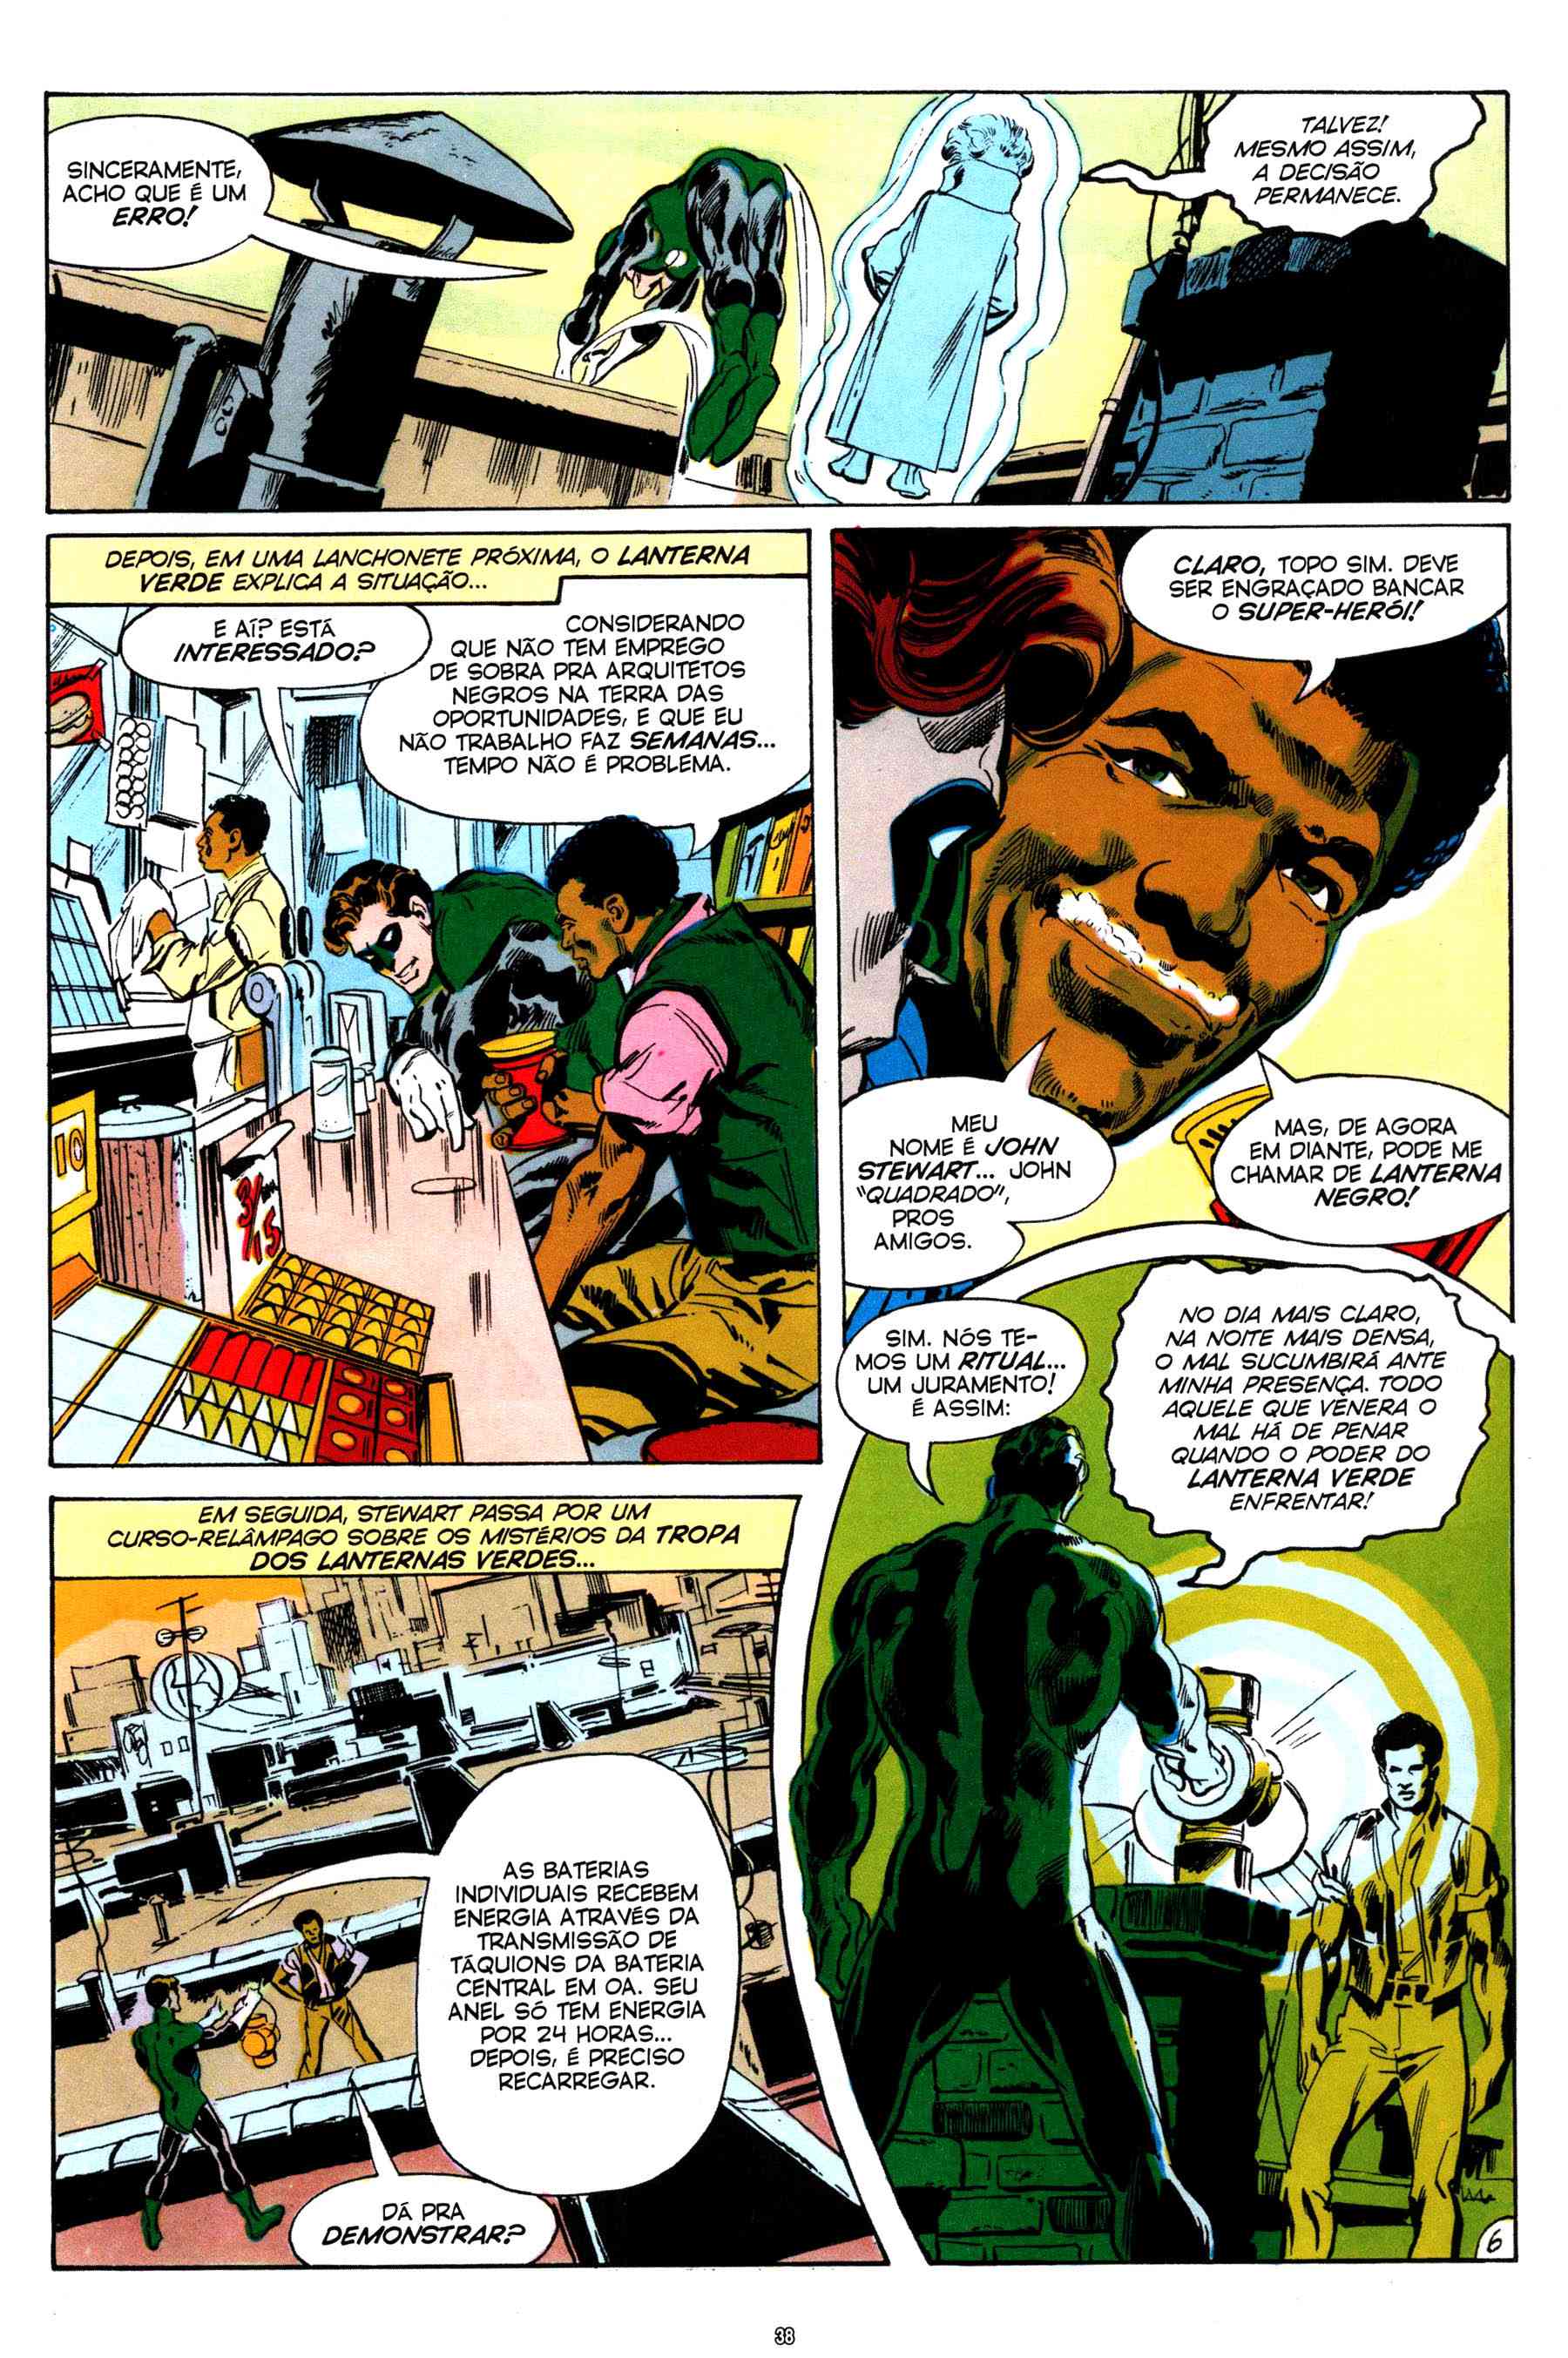 SINCERAMENTE,
ACHO QUE É UM
ERRO!
TALVEZ!
MESMO ASSIM,
A DECISÃO
PERMANECE.
DEPOIS, EM UMA LANCHONETE PRÓXIMA, O LANTERNA
VERDE EXPLICA A SITUAÇÃO...
E AÍ? ESTÁ
INTERESSADO?
CONSIDERANDO
QUE NÃO TEM EMPREGO
DE SOBRA PRA ARQUITETOS
NEGROS NA TERRA DAS
OPORTUNIDADES, E QUE EU
NÃO TRABALHO FAZ SEMANAS...
TEMPO NÃO É PROBLEMA.
10
3/15
CLARO, TOPO SIM. DEVE
SER ENGRAÇADO BANCAR
O SUPER-HERÓI!
MEU
NOME É JOHN
STEWART... JOHN
"QUADRADO",
PROS
AMIGOS.
MAS, DE AGORA
EM DIANTE, PODE ME
CHAMAR DE LANTERNA
NEGRO!
EM SEGUIDA, STEWART PASSA POR UM
CURSO-RELÂMPAGO SOBRE OS MISTÉRIOS DA TROPA
DOS LANTERNAS VERDES...
AS BATERIAS
INDIVIDUAIS RECEBEM
ENERGIA ATRAVÉS DA
TRANSMISSÃO DE
TÁQUIONS DA BATERIA
CENTRAL EM OA. SEU
ANEL SÓ TEM ENERGIA
POR 24 HORAS...
DEPOIS, É PRECISO
RECARREGAR.
DÁ PRA
DEMONSTRAR?
SIM. NÓS TE-
MOS UM RITUAL...
UM JURAMENTO!
É ASSIM:
NO DIA MAIS CLARO,
NA NOITE MAIS DENSA,
O MAL SUCUMBIRÁ ANTE
MINHA PRESENÇA. TODO
AQUELE QUE VENERA O
MAL HÁ DE PENAR
QUANDO O PODER DO
LANTERNA VERDE
ENFRENTAR!
6
38